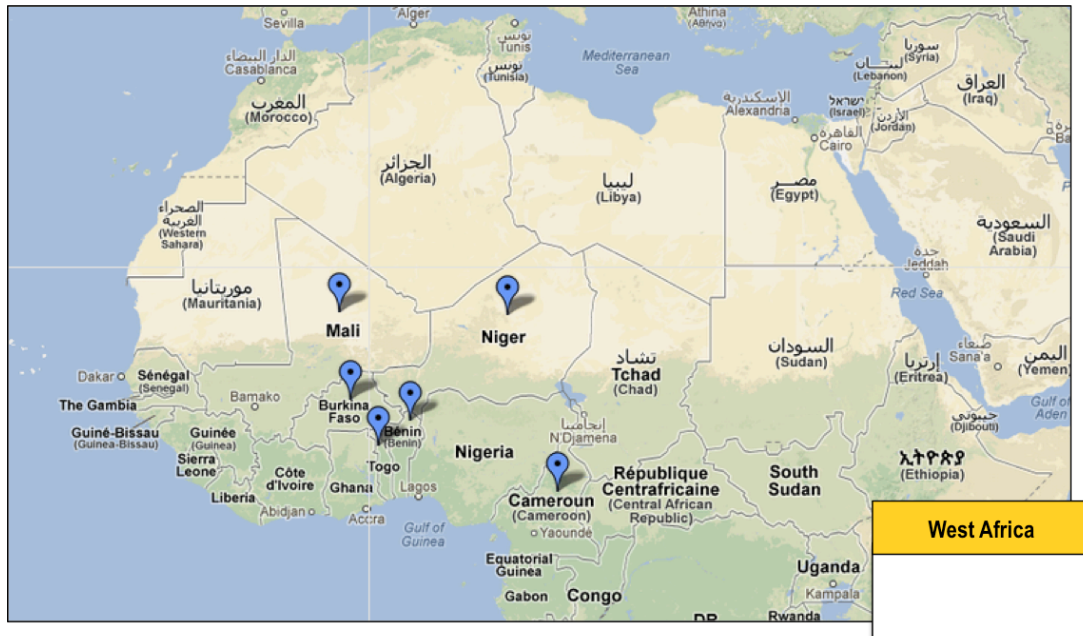 Sevilla
Alger
Athina
(Αθήνα)
تونس
Tunis
Mediterranean
Sea
الدار البيضاء
Casablanca
تونس
(Tunisia)
سوريا
(Syria)
(Lebanon)
العراق
(Iraq)
المغرب
(Morocco)
الإسكندرية
Alexandria
(Israel)
الأردن
(Jordan)
القاهرة
Cairo
الجزائر
(Algeria)
ليبيا
(Libya)
مصر
(Egypt)
الصحراء
الغربية
(Western
Sahara)
السعودية
(Saudi
Arabia)
جدة
Jeddah
موريتانيا
(Mauritania)
Red Sea
Mali
Niger
تشاد
Tchad
(Chad)
السودان
(Sudan)
إرتريا
(Eritrea)
صنعاء
Sana'a
اليمن
(Yemen)
Dakar
Sénégal
(Senegal)
The Gambia
Bamako
Burkina
Faso
Gulf of
Aden
جيبوتي
(Djibouti)
Guiné-Bissau
(Guinea-Bissau)
Guinée
(Guinea)
Bénin
(Benin)
إنجامينا
N'Djamena
Sierra
Leone
Côte
d'Ivoire
Togo
Nigeria
République
Centrafricaine
(Central African
Republic)
South
Sudan
ኢትዮጵያ
(Ethiopia)
Liberia
Ghana
Lagos
Cameroun
(Cameroon)
Abidjan
Accra
Gulf of
Guinea
Yaoundé
West Africa
Equatorial
Guinea
Uganda
Kampala
Gabon
Congo
DR
Rwanda